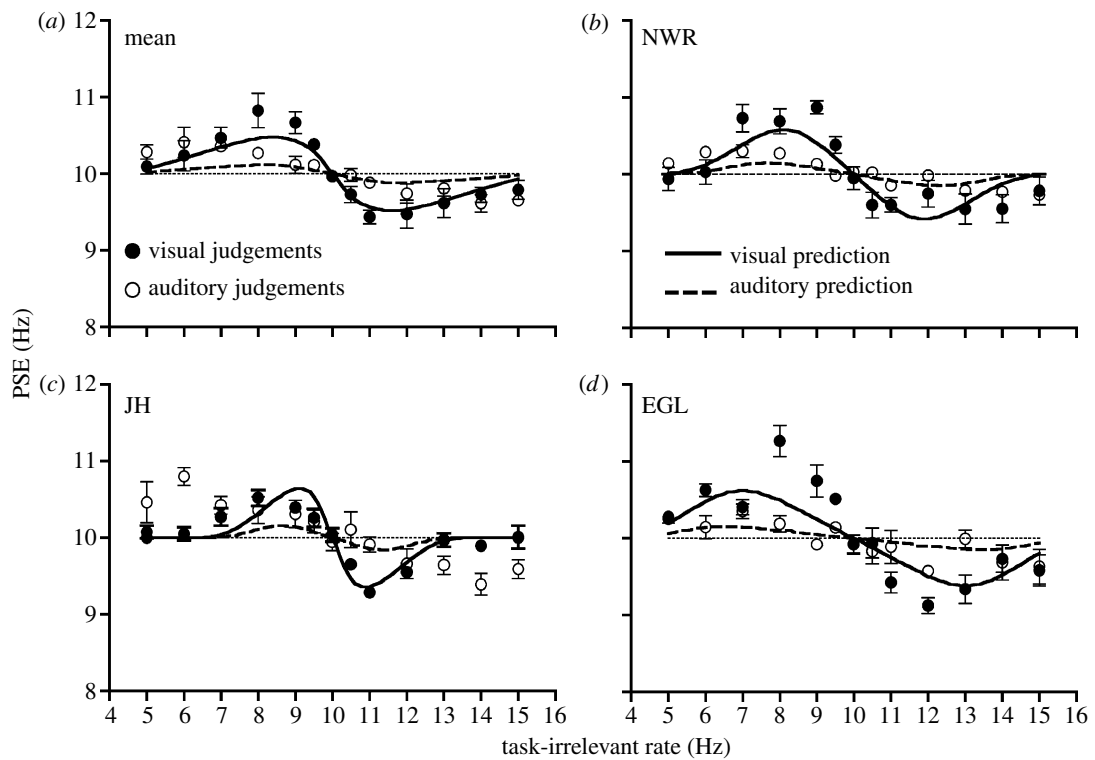 (a) 12 mean
(b) NWR
11
10
9
● visual judgements
○ auditory judgements
visual prediction
auditory prediction
8
PSE (Hz)
(c) 12 JH
(d) EGL
11
10
9
8
4 5 6 7 8 9 10 11 12 13 14 15 16
4 5 6 7 8 9 10 11 12 13 14 15 16
task-irrelevant rate (Hz)